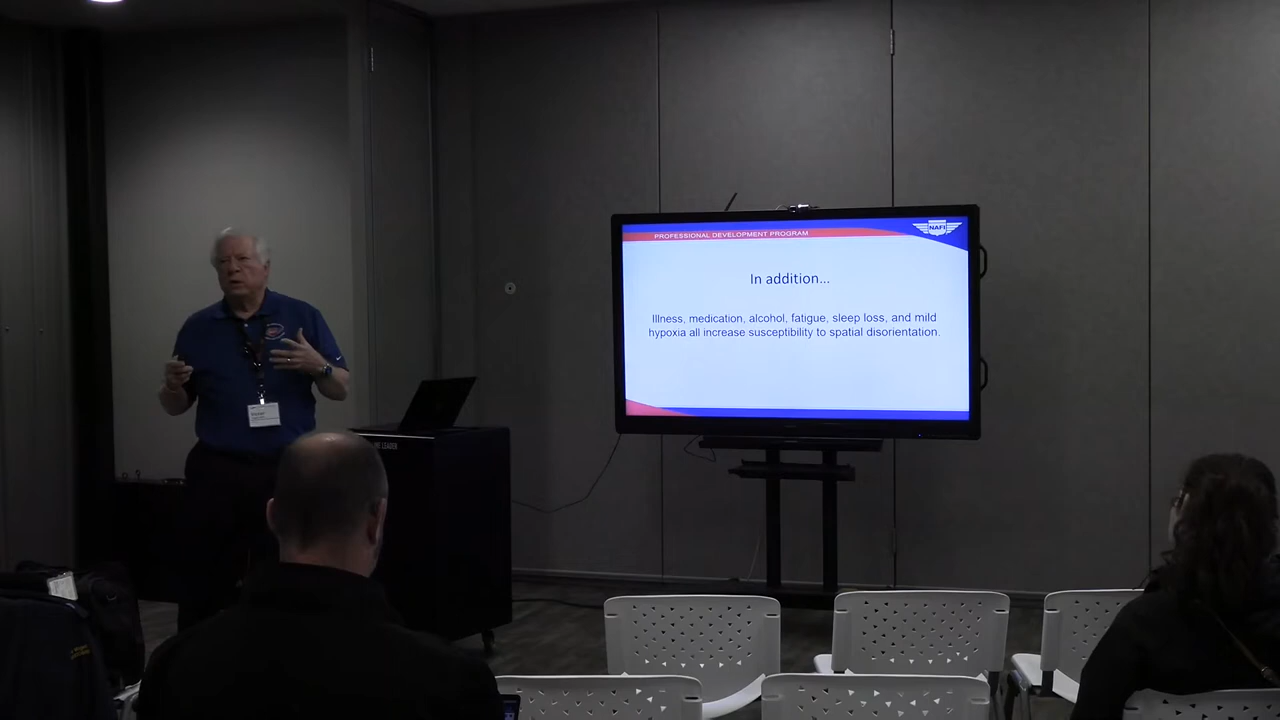 PROFESSIONAL DEVELOPMENT PROGRAM
NAFI
In addition...
Illness, medication, alcohol, fatigue, sleep loss, and mild
hypoxia all increase susceptibility to spatial disorientation.